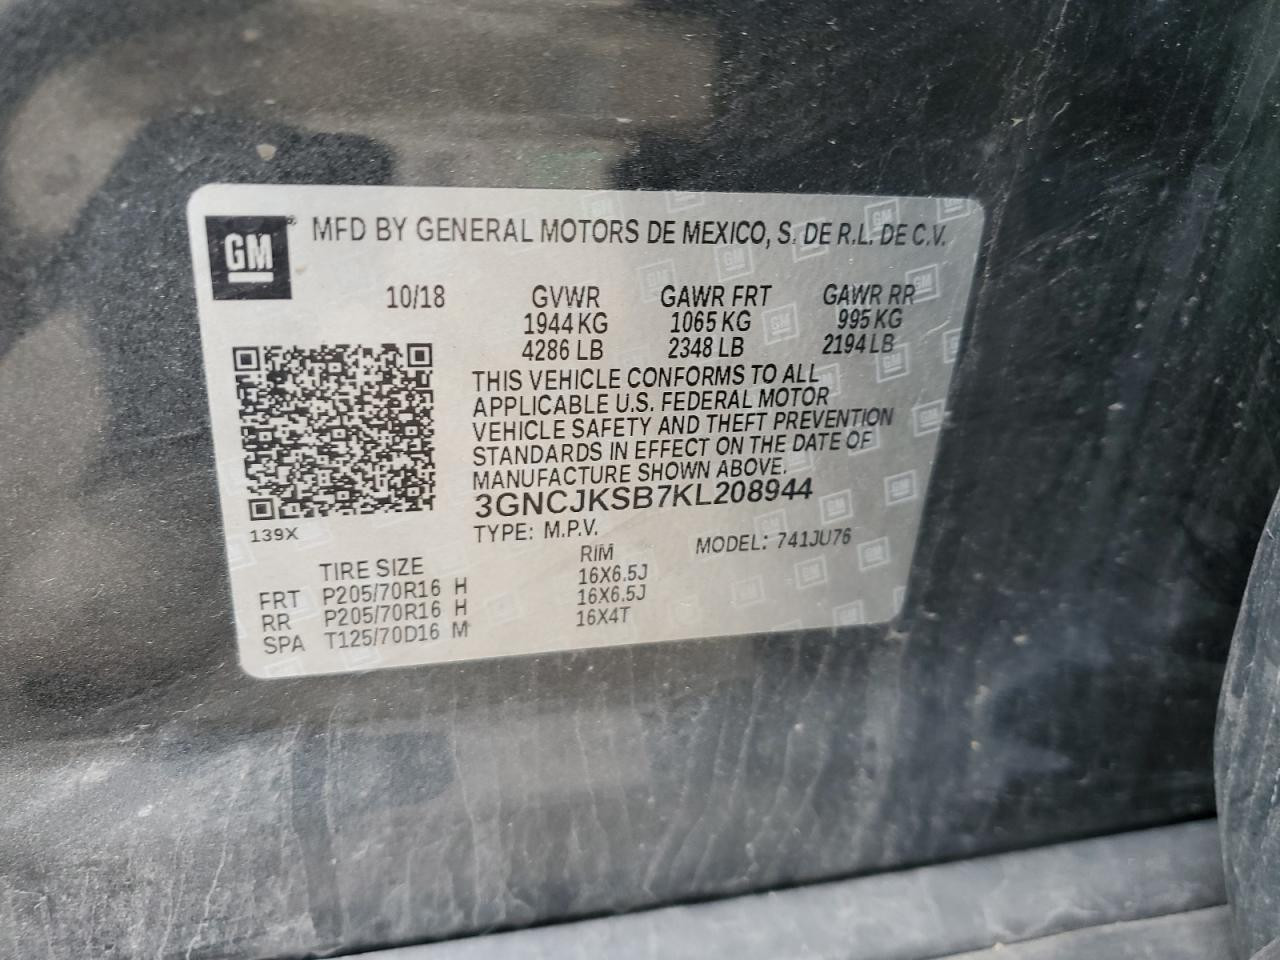 GM
MFD BY GENERAL MOTORS DE MEXICO, S. DE R.L. DE C.V.
10/18 GVWR GAWR FRT GAWR RR
1944 KG 1065 KG 995 KG
4286 LB 2348 LB 2194 LB
THIS VEHICLE CONFORMS TO ALL
APPLICABLE U.S. FEDERAL MOTOR
VEHICLE SAFETY AND THEFT PREVENTION
STANDARDS IN EFFECT ON THE DATE OF
MANUFACTURE SHOWN ABOVE.
3GNCJKSB7KL208944
139X
TYPE: M.P.V. MODEL: 741JU76
TIRE SIZE RIM
FRT P205/70R16 H 16X6.5J
RR P205/70R16 H 16X6.5J
SPA T125/70D16 M 16X4T